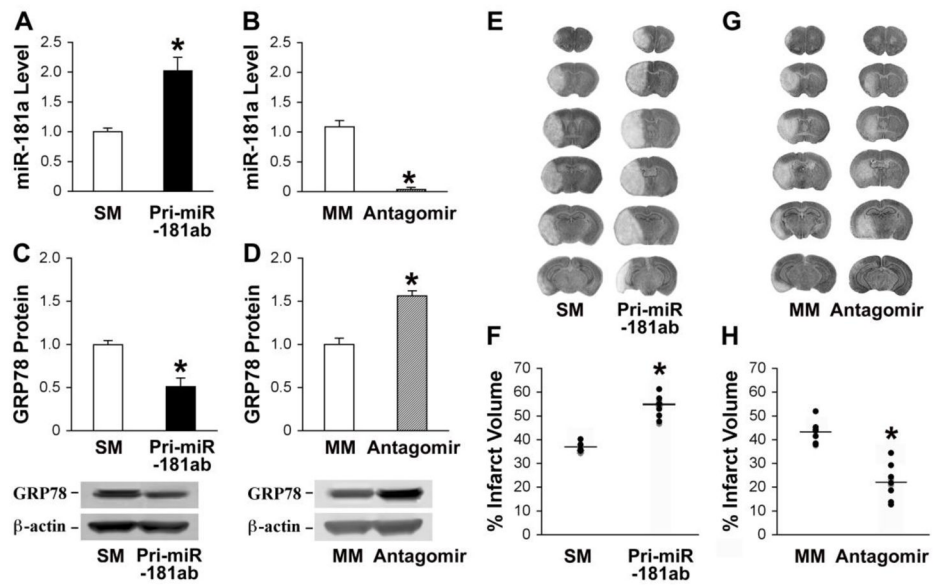 A
miR-181a Level
2.5
2.0
1.5
1.0
0.5
0
*
SM
Pri-miR
-181ab
B
miR-181a Level
2.5
2.0
1.5
1.0
0.5
0
*
MM
Antagomir
C
GRP78 Protein
2.0
1.5
1.0
0.5
0.0
*
SM
Pri-miR
-181ab
GRP78
β-actin
SM
Pri-miR
-181ab
D
GRP78 Protein
2.0
1.5
1.0
0.5
0.0
*
MM
Antagomir
GRP78
β-actin
MM
Antagomir
E
SM
Pri-miR
-181ab
F
% Infarct Volume
70
60
50
40
30
20
10
0
*
SM
Pri-miR
-181ab
G
MM
Antagomir
H
% Infarct Volume
70
60
50
40
30
20
10
0
*
MM
Antagomir